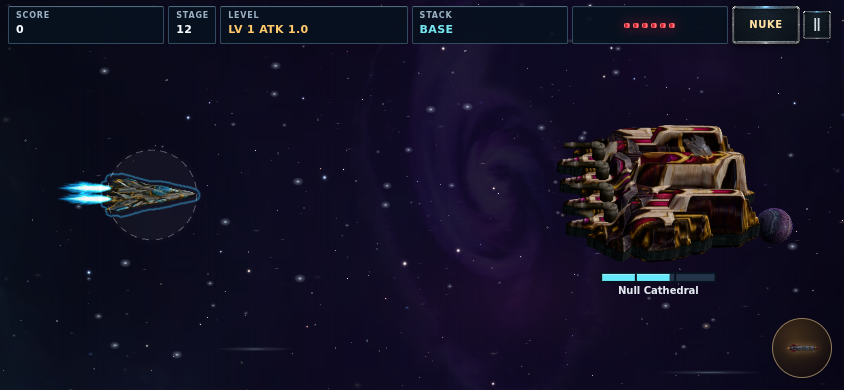 SCORE
0
STAGE
12
LEVEL
LV 1 ATK 1.0
STACK
BASE
NUKE
Null Cathedral